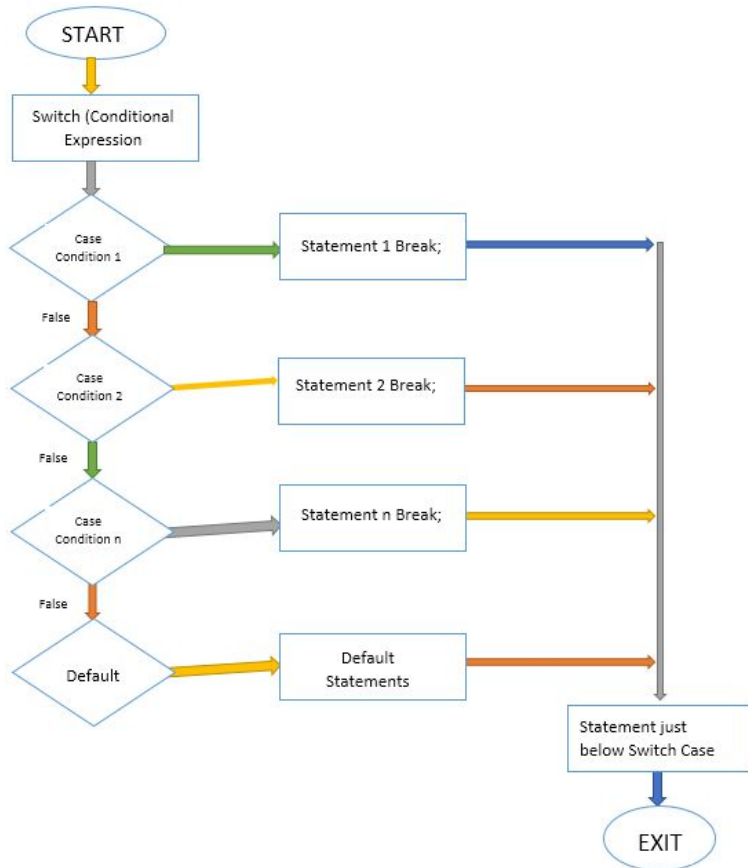 START
Switch (Conditional
Expression
Case
Condition 1
Statement 1 Break;
False
Case
Condition 2
Statement 2 Break;
False
Case
Condition n
Statement n Break;
False
Default
Default
Statements
Statement just
below Switch Case
EXIT